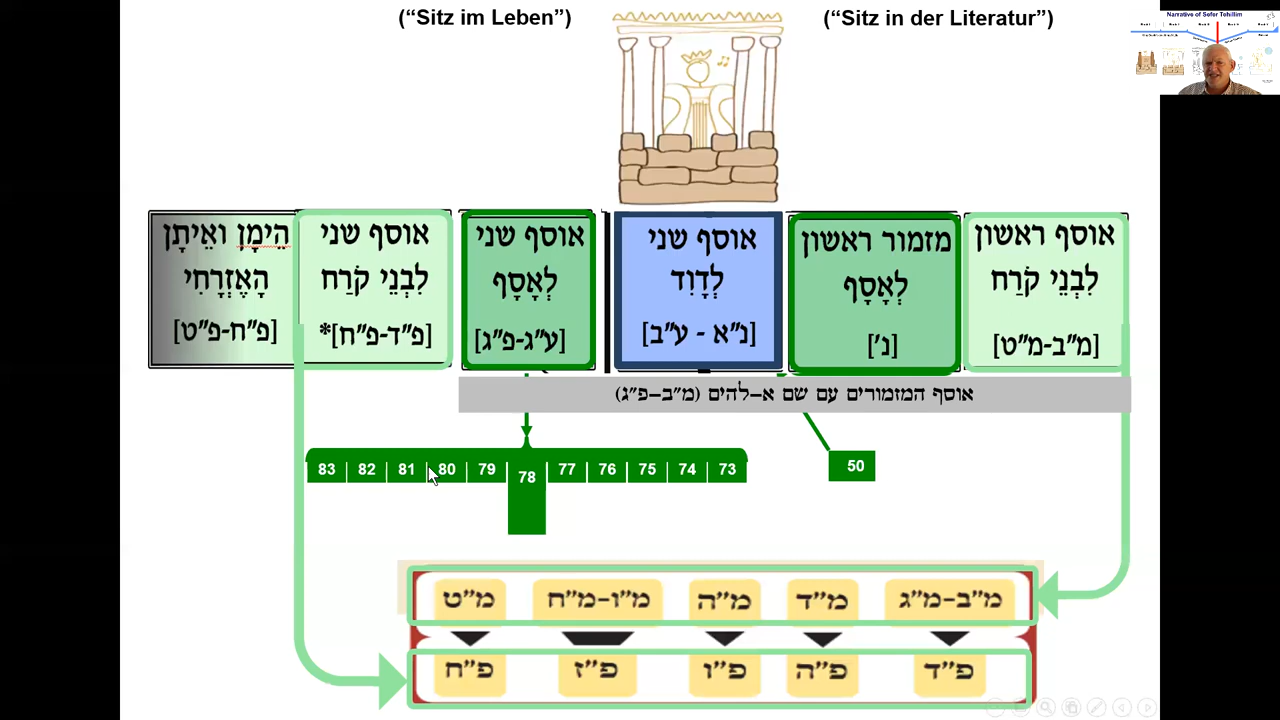 (“Sitz im Leben”)
(“Sitz in der Literatur”)
Narrative of Sefer Tehillim
אוסף ראשון
לִבְנֵי קֹרַח
[מ״ב-מ״ט]
מזמור ראשון
לְאָסָף
[נ׳]
אוסף שני
לְדָוִד
[נ״א - ע״ב]
אוסף שני
לְאָסָף
[ע״ג-פ״ג]
אוסף שני
לִבְנֵי קֹרַח
[פ״ד-פ״ח]*
הֵימָן וְאֵיתָן
הָאֶזְרָחִי
[פ״ח-פ״ט]
אוסף המזמורים עם שם א–להים (מ״ב–פ״ג)
83 82 81 80 79 78 77 76 75 74 73
50
מ״ב-מ״ג מ״ד מ״ה מ״ו-מ״ח מ״ט
פ״ד פ״ה פ״ו פ״ז פ״ח